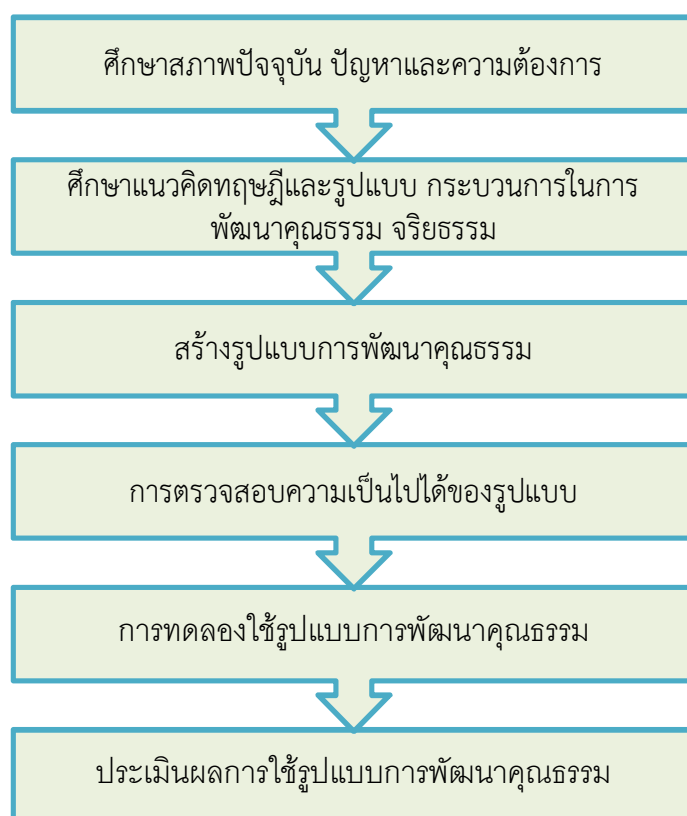 ศึกษาสภาพปัจจุบัน ปัญหาและความต้องการ
ศึกษาแนวคิดทฤษฎีและรูปแบบ กระบวนการในการ
พัฒนาคุณธรรม จริยธรรม
สร้างรูปแบบการพัฒนาคุณธรรม
การตรวจสอบความเป็นไปได้ของรูปแบบ
การทดลองใช้รูปแบบการพัฒนาคุณธรรม
ประเมินผลการใช้รูปแบบการพัฒนาคุณธรรม